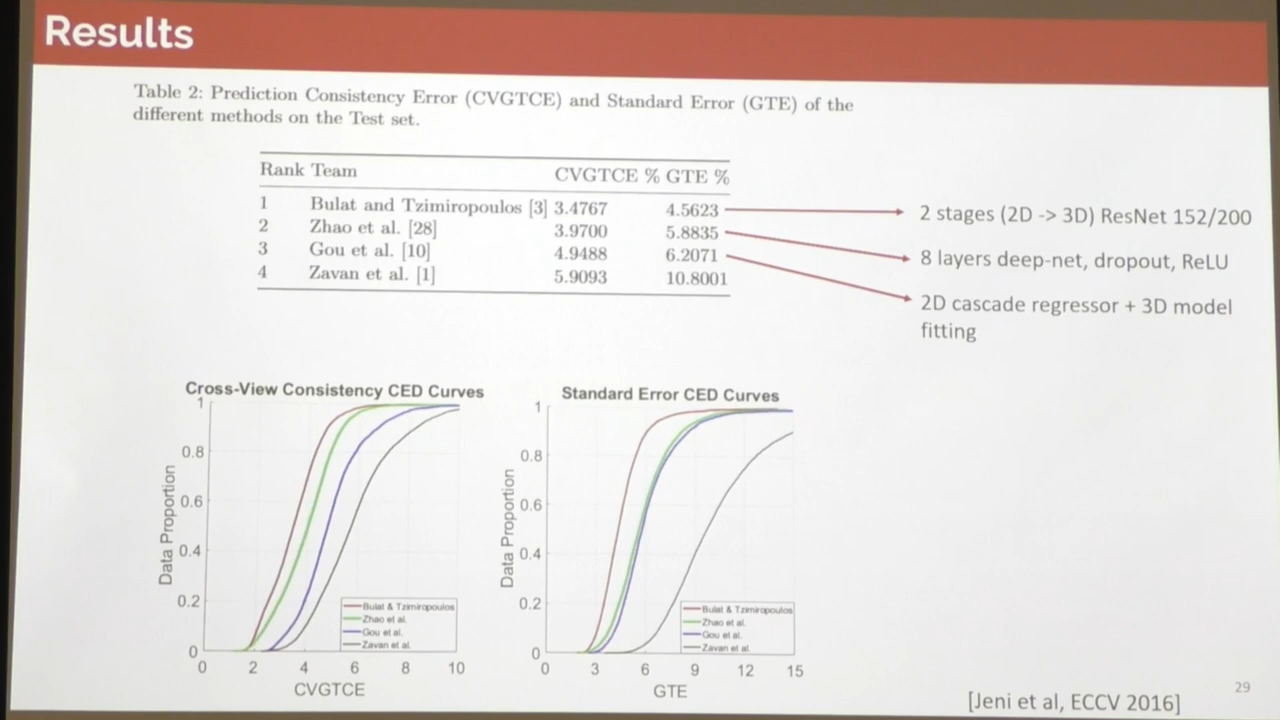 Results
Table 2: Prediction Consistency Error (CVGTCE) and Standard Error (GTE) of the
different methods on the Test set.
Rank Team CVGTCE % GTE %
1 Bulat and Tzimiropoulos [3] 3.4767 4.5623
2 Zhao et al. [28] 3.9700 5.8835
3 Gou et al. [10] 4.9488 6.2071
4 Zavan et al. [1] 5.9093 10.8001
2 stages (2D -> 3D) ResNet 152/200
8 layers deep-net, dropout, ReLU
2D cascade regressor + 3D model
fitting
Cross-View Consistency CED Curves
1
0.8
0.6
0.4
0.2
0
Data Proportion
0 2 4 6 8 10
CVGTCE
Bulat & Tzimiropoulos
Zhao et al.
Gou et al.
Zavan et al.
Standard Error CED Curves
1
0.8
0.6
0.4
0.2
0
Data Proportion
0 3 6 9 12 15
GTE
Bulat & Tzimiropoulos
Zhao et al.
Gou et al.
Zavan et al.
[Jeni et al, ECCV 2016]
29